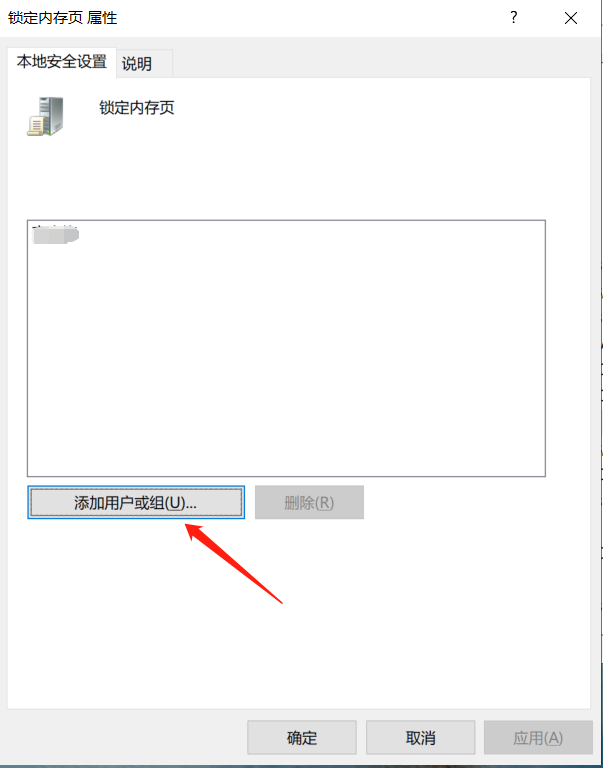 锁定内存页 属性
?
本地安全设置
说明
锁定内存页
添加用户或组(U)...
删除(R)
确定
取消
应用(A)